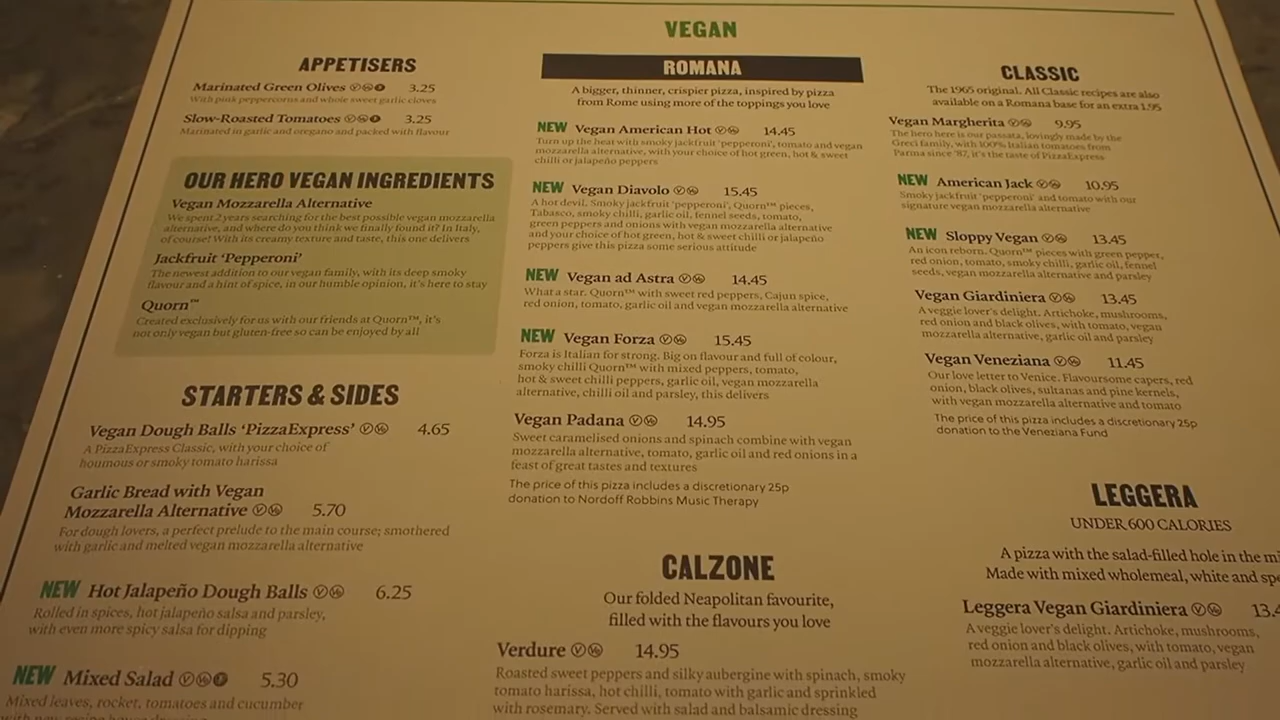 VEGAN
APPETISERS
Marinated Green Olives 3.25
With pink peppercorns and whole sweet garlic cloves
Slow-Roasted Tomatoes 3.25
Marinated in garlic and oregano and packed with flavour
OUR HERO VEGAN INGREDIENTS
Vegan Mozzarella Alternative
We spent 2 years searching for the best possible vegan mozzarella
alternative, and where do you think we finally found it? In Italy,
of course! With its creamy texture and taste, this one delivers
Jackfruit 'Pepperoni'
The newest addition to our vegan family, with its deep smoky
flavour and a hint of spice, in our humble opinion, it's here to stay
Quorn™
Created exclusively for us with our friends at Quorn™, it's
not only vegan but gluten-free so can be enjoyed by all
STARTERS & SIDES
Vegan Dough Balls 'PizzaExpress' 4.65
A PizzaExpress Classic, with your choice of
houmous or smoky tomato harissa
Garlic Bread with Vegan
Mozzarella Alternative 5.70
For dough lovers, a perfect prelude to the main course; smothered
with garlic and melted vegan mozzarella alternative
NEW Hot Jalapeño Dough Balls 6.25
Rolled in spices, hot jalapeño salsa and parsley,
with even more spicy salsa for dipping
NEW Mixed Salad 5.30
Mixed leaves, rocket, tomatoes and cucumber
ROMANA
A bigger, thinner, crispier pizza, inspired by pizza
from Rome using more of the toppings you love
NEW Vegan American Hot 14.45
Turn up the heat with smoky jackfruit 'pepperoni', tomato and vegan
mozzarella alternative, with your choice of hot green, hot & sweet
chilli or jalapeño peppers
NEW Vegan Diavolo 15.45
A hot devil. Smoky jackfruit 'pepperoni', Quorn™ pieces,
Tabasco, smoky chilli, garlic oil, fennel seeds, tomato,
green peppers and onions with vegan mozzarella alternative
and your choice of hot green, hot & sweet chilli or jalapeño
peppers give this pizza some serious attitude
NEW Vegan ad Astra 14.45
What a star. Quorn™ with sweet red peppers, Cajun spice,
red onion, tomato, garlic oil and vegan mozzarella alternative
NEW Vegan Forza 15.45
Forza is Italian for strong. Big on flavour and full of colour,
smoky chilli Quorn™ with mixed peppers, tomato,
hot & sweet chilli peppers, garlic oil, vegan mozzarella
alternative, chilli and parsley, this delivers
Vegan Padana 14.95
Sweet caramelised onions and spinach combine with vegan
mozzarella alternative, tomato, garlic oil and red onions in a
feast of great tastes and textures
The price of this pizza includes a discretionary 25p
donation to Nordoff Robbins Music Therapy
CALZONE
Our folded Neapolitan favourite,
filled with the flavours you love
Verdure 14.95
Roasted sweet peppers and silky aubergine with spinach, smoky
tomato harissa, hot chilli, tomato with garlic and sprinkled
with rosemary. Served with salad and balsamic dressing
CLASSIC
The 1965 original. All Classic recipes are also
available on a Romana base for an extra 1.95
Vegan Margherita 9.95
The hero here is our passata, lovingly made by the
Greci family, with 100% Italian tomatoes from
Parma since '87, it's the taste of PizzaExpress
NEW American Jack 10.95
Smoky jackfruit 'pepperoni' and tomato with our
signature vegan mozzarella alternative
NEW Sloppy Vegan 13.45
An icon reborn. Quorn™ pieces with green pepper,
red onion, tomato, smoky chilli, garlic oil, fennel
seeds, vegan mozzarella alternative and parsley
Vegan Giardiniera 13.45
A veggie lover's delight. Artichoke, mushrooms,
red onion and black olives, with tomato, vegan
mozzarella alternative, garlic oil and parsley
Vegan Veneziana 11.45
Our love letter to Venice. Flavoursome capers, red
onion, black olives, sultanas and pine kernels,
with vegan mozzarella alternative and tomato
The price of this pizza includes a discretionary 25p
donation to the Veneziana Fund
LEGGERA
UNDER 600 CALORIES
A pizza with the salad-filled hole in the
Made with mixed wholemeal, white and
Leggera Vegan Giardiniera
A veggie lover's delight. Artichoke, mushrooms,
red onion and black olives, with tomato, vegan
mozzarella alternative, garlic oil and parsley